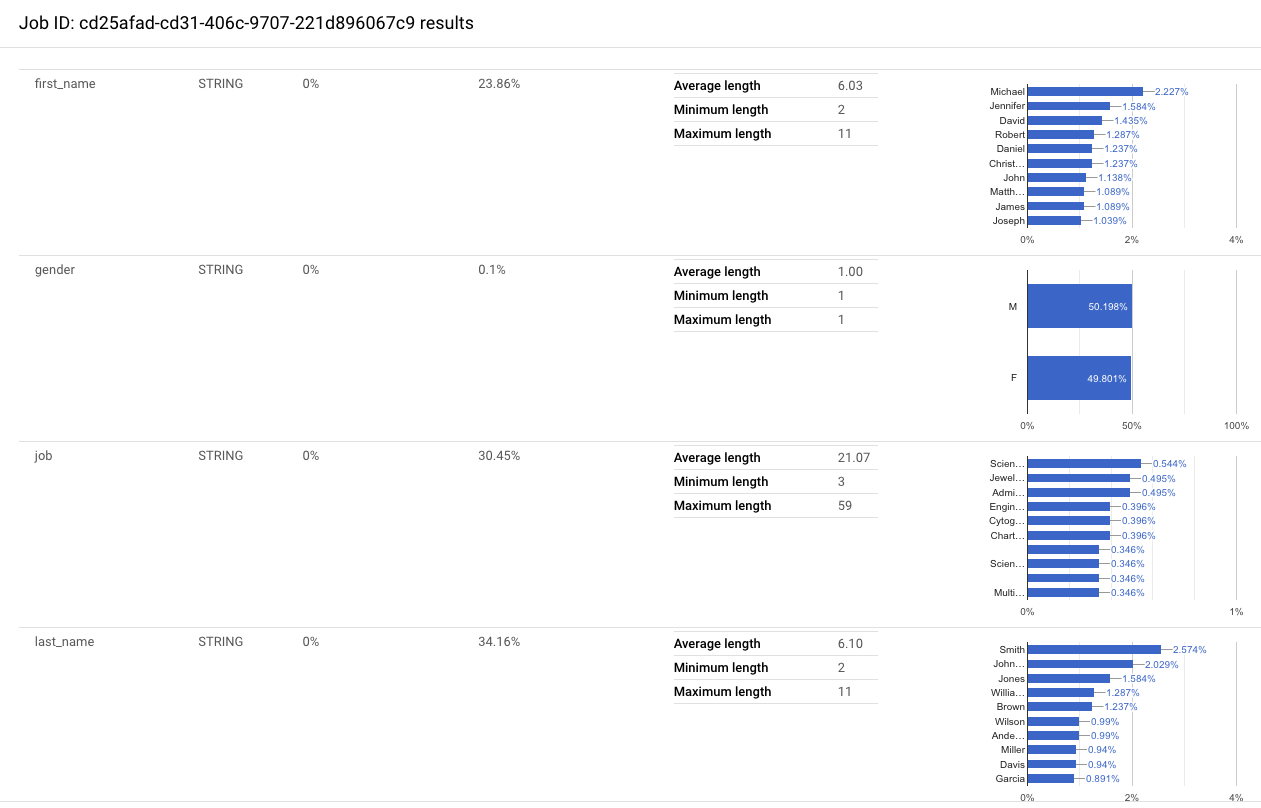 Job ID: cd25afad-cd31-406c-9707-221d896067c9 results
first_name STRING 0% 23.86%
Average length 6.03
Minimum length 2
Maximum length 11
Michael 2.227%
Jennifer 1.584%
David 1.435%
Robert 1.287%
Daniel 1.237%
Christ... 1.237%
John 1.138%
Matth... 1.089%
James 1.089%
Joseph 1.039%
0% 2% 4%
gender STRING 0% 0.1%
Average length 1.00
Minimum length 1
Maximum length 1
M 50.198%
F 49.801%
0% 50% 100%
job STRING 0% 30.45%
Average length 21.07
Minimum length 3
Maximum length 59
Scien... 0.544%
Jewel... 0.495%
Admi... 0.495%
Engin... 0.396%
Cytog... 0.396%
Chart... 0.396%
0.346%
Scien... 0.346%
0.346%
Multi... 0.346%
0% 1%
last_name STRING 0% 34.16%
Average length 6.10
Minimum length 2
Maximum length 11
Smith 2.574%
John... 2.029%
Jones 1.584%
Willia... 1.287%
Brown 1.237%
Wilson 0.99%
Ande... 0.99%
Miller 0.94%
Davis 0.94%
Garcia 0.891%
0% 2% 4%